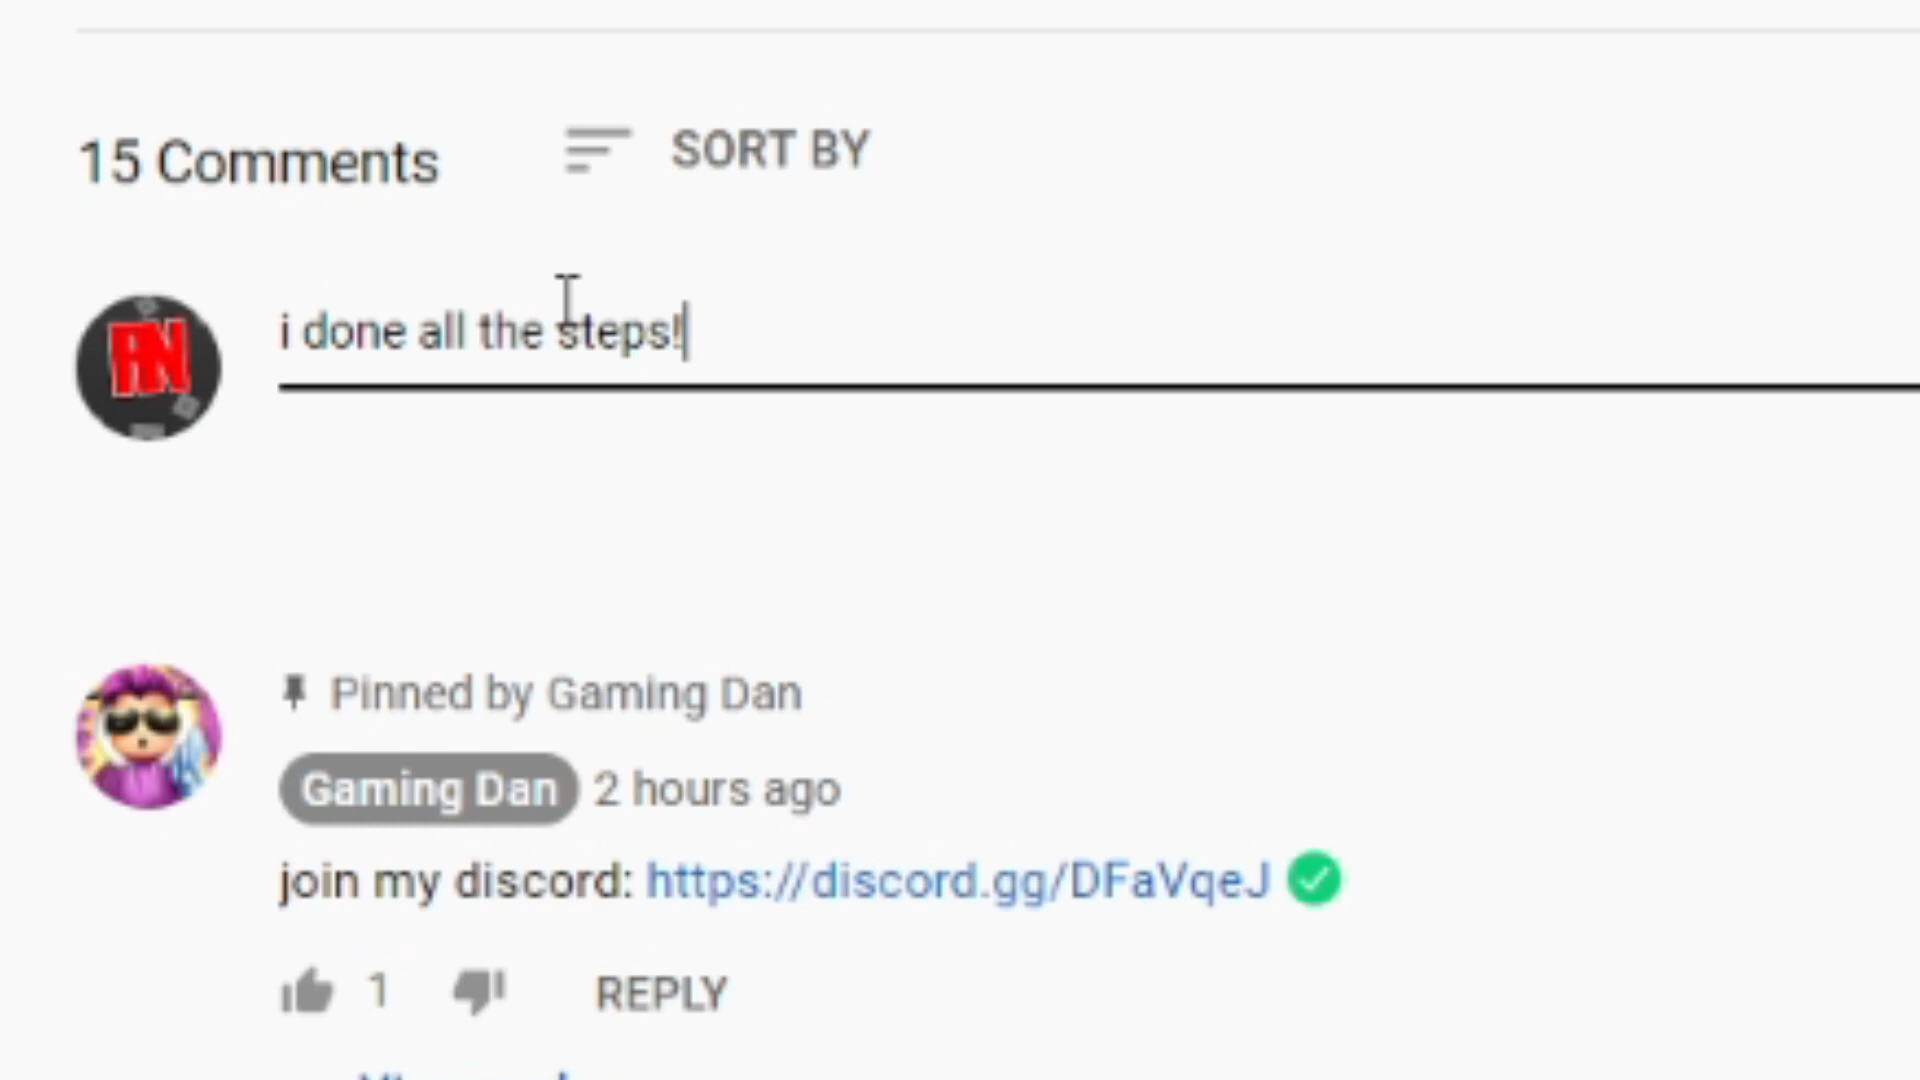 15 Comments
SORT BY
i done all the steps!
Pinned by Gaming Dan
Gaming Dan 2 hours ago
join my discord: https://discord.gg/DFaVqeJ
1
REPLY